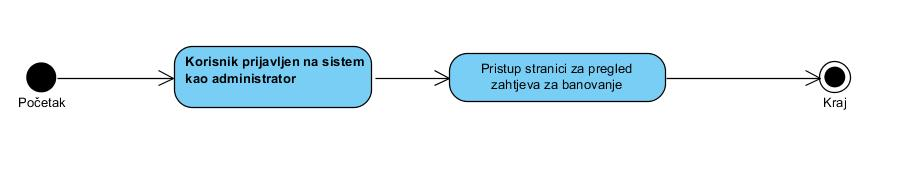 Početak
Korisnik prijavljen na sistem
kao administrator
Pristup stranici za pregled
zahtjeva za banovanje
Kraj